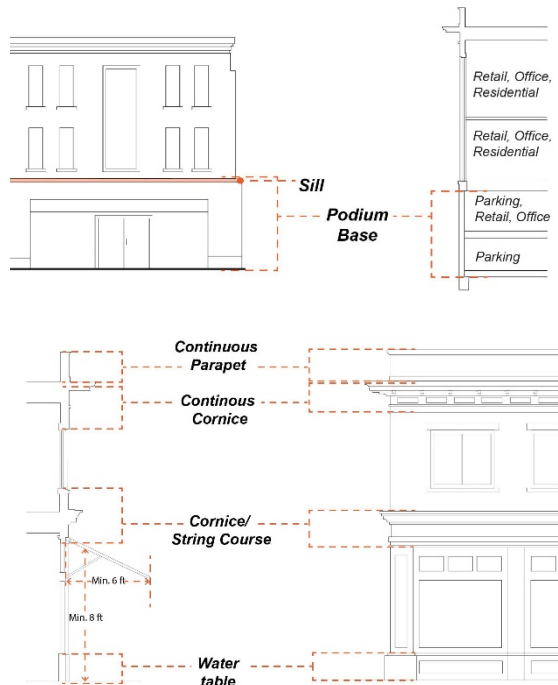 Retail, Office,
Residential
Retail, Office,
Residential
Sill
Podium
Base
Parking,
Retail, Office
Parking
Continuous
Parapet
Continous
Cornice
Cornice/
String Course
Min. 6 ft
Min. 8 ft
Water
table